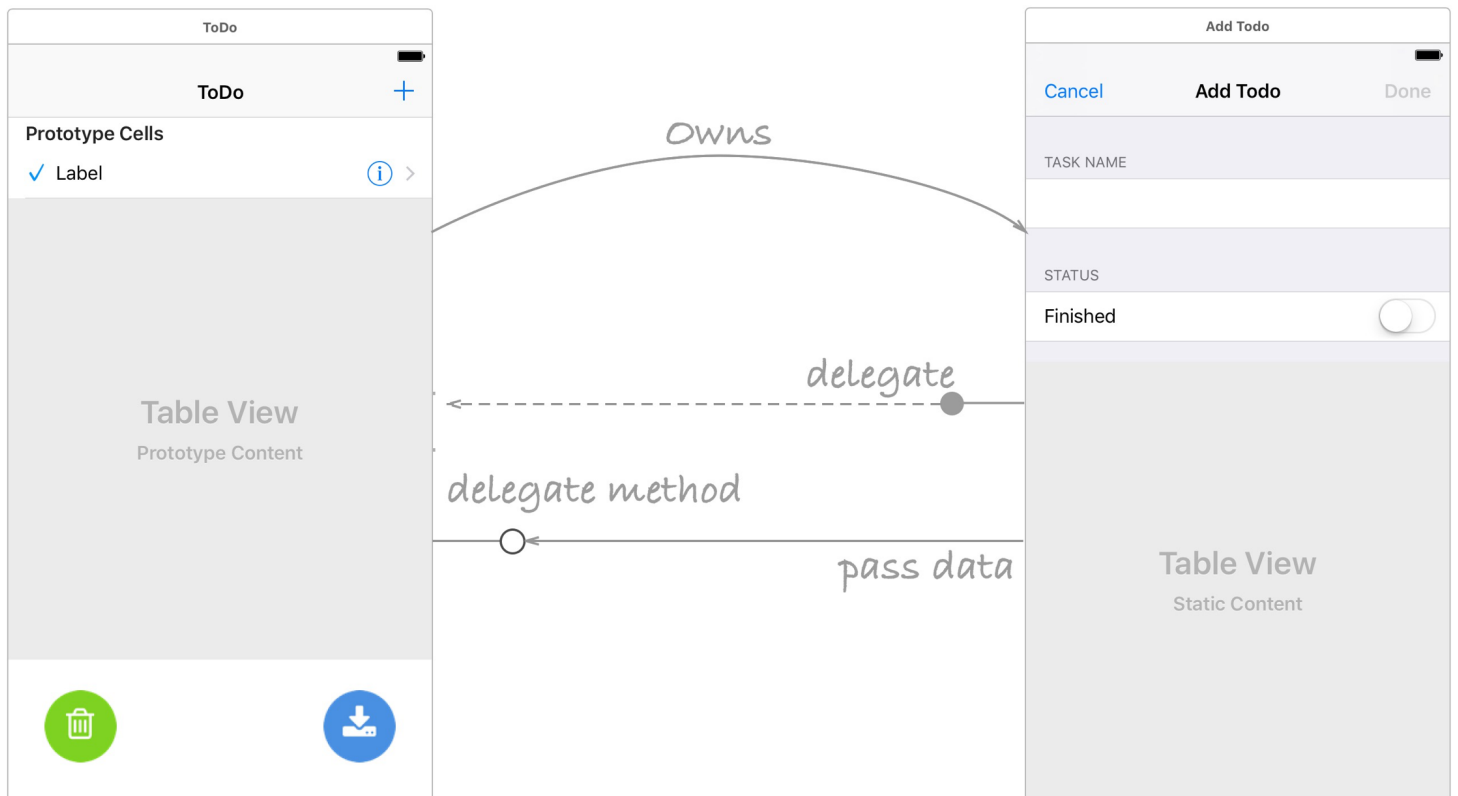 ToDo
ToDo
Prototype Cells
Label
Table View
Prototype Content
Owns
delegate
delegate method
pass data
Add Todo
Cancel Add Todo Done
TASK NAME
STATUS
Finished
Table View
Static Content